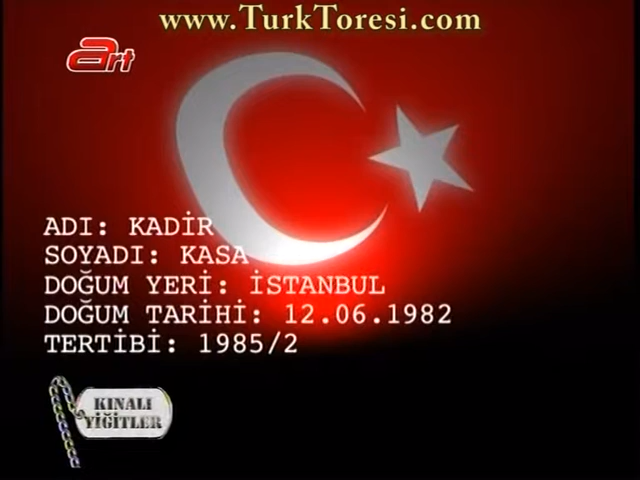 www.TurkToresi.com
art
ADI: KADİR
SOYADI: KASA
DOĞUM YERİ: İSTANBUL
DOĞUM TARİHİ: 12.06.1982
TERTİBİ: 1985/2
KINALI
YİĞİTLER